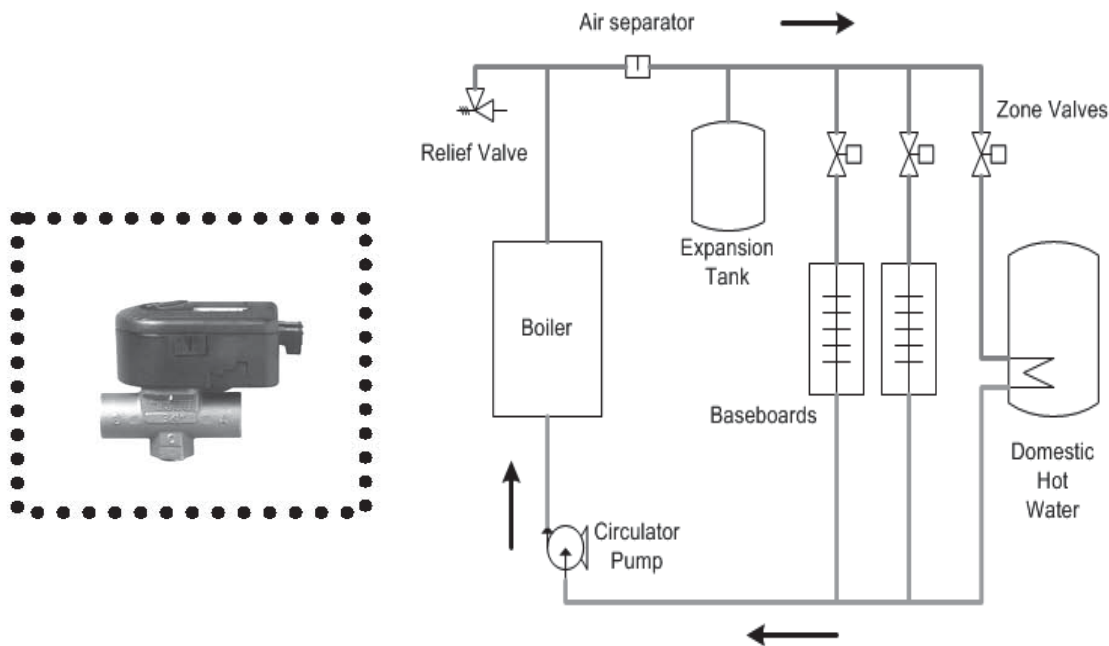 Air separator
Relief Valve
Zone Valves
Expansion
Tank
Boiler
Baseboards
Domestic
Hot
Water
Circulator
Pump